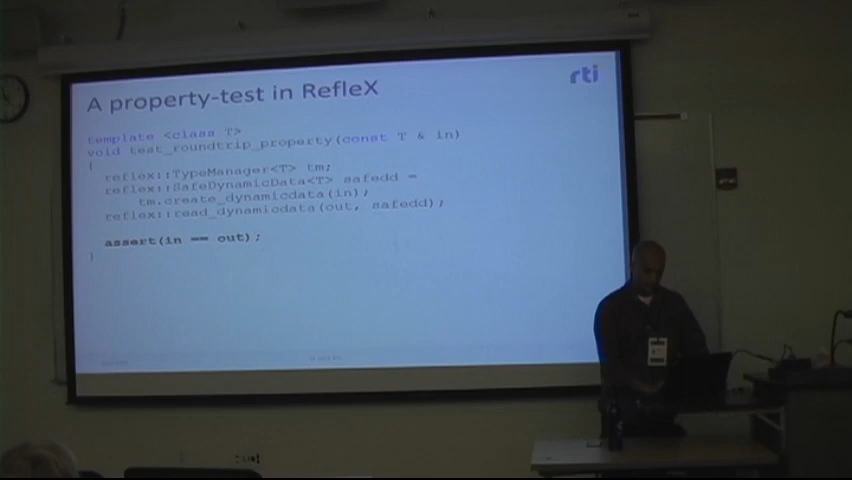 A property-test in RefleX
rti
template <class T>
void test_roundtrip_property(const T & in)
{
reflex::TypeManager<T> tm;
reflex::SafeDynamicData<T> safedd =
tm.create_dynamicdata(in);
reflex::read_dynamicdata(out, safedd);
assert(in == out);
}